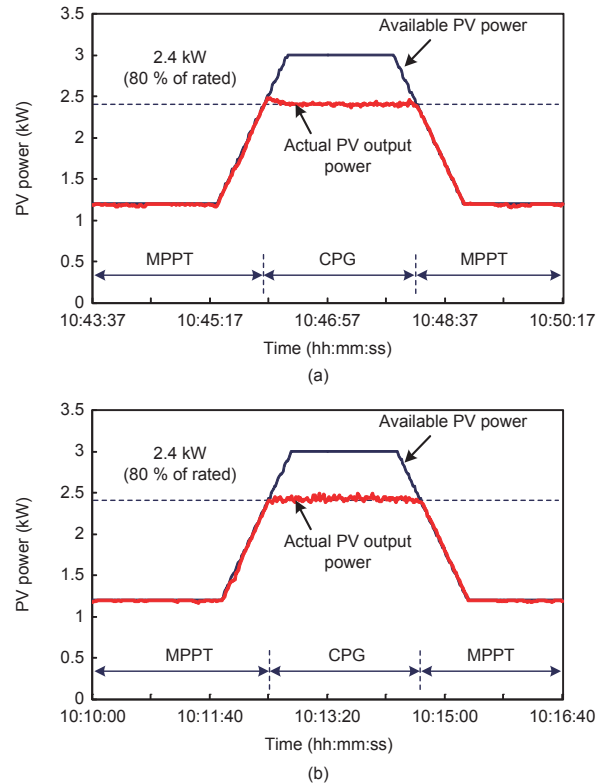 3.5
3
2.5
2
1.5
1
0.5
0
PV power (kW)
2.4 kW
(80 % of rated)
Available PV power
Actual PV output
power
MPPT
CPG
MPPT
10:43:37
10:45:17
10:46:57
10:48:37
10:50:17
Time (hh:mm:ss)
(a)
3.5
3
2.5
2
1.5
1
0.5
0
PV power (kW)
2.4 kW
(80 % of rated)
Available PV power
Actual PV output
power
MPPT
CPG
MPPT
10:10:00
10:11:40
10:13:20
10:15:00
10:16:40
Time (hh:mm:ss)
(b)